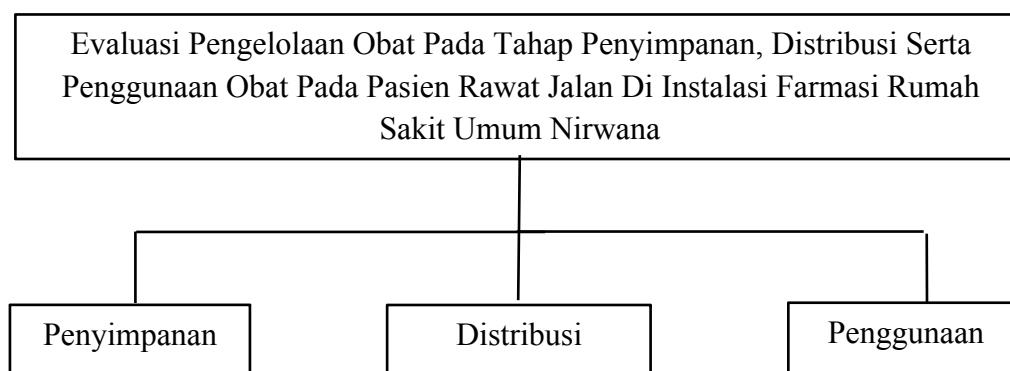 Evaluasi Pengelolaan Obat Pada Tahap Penyimpanan, Distribusi Serta
Penggunaan Obat Pada Pasien Rawat Jalan Di Instalasi Farmasi Rumah
Sakit Umum Nirwana
Penyimpanan
Distribusi
Penggunaan